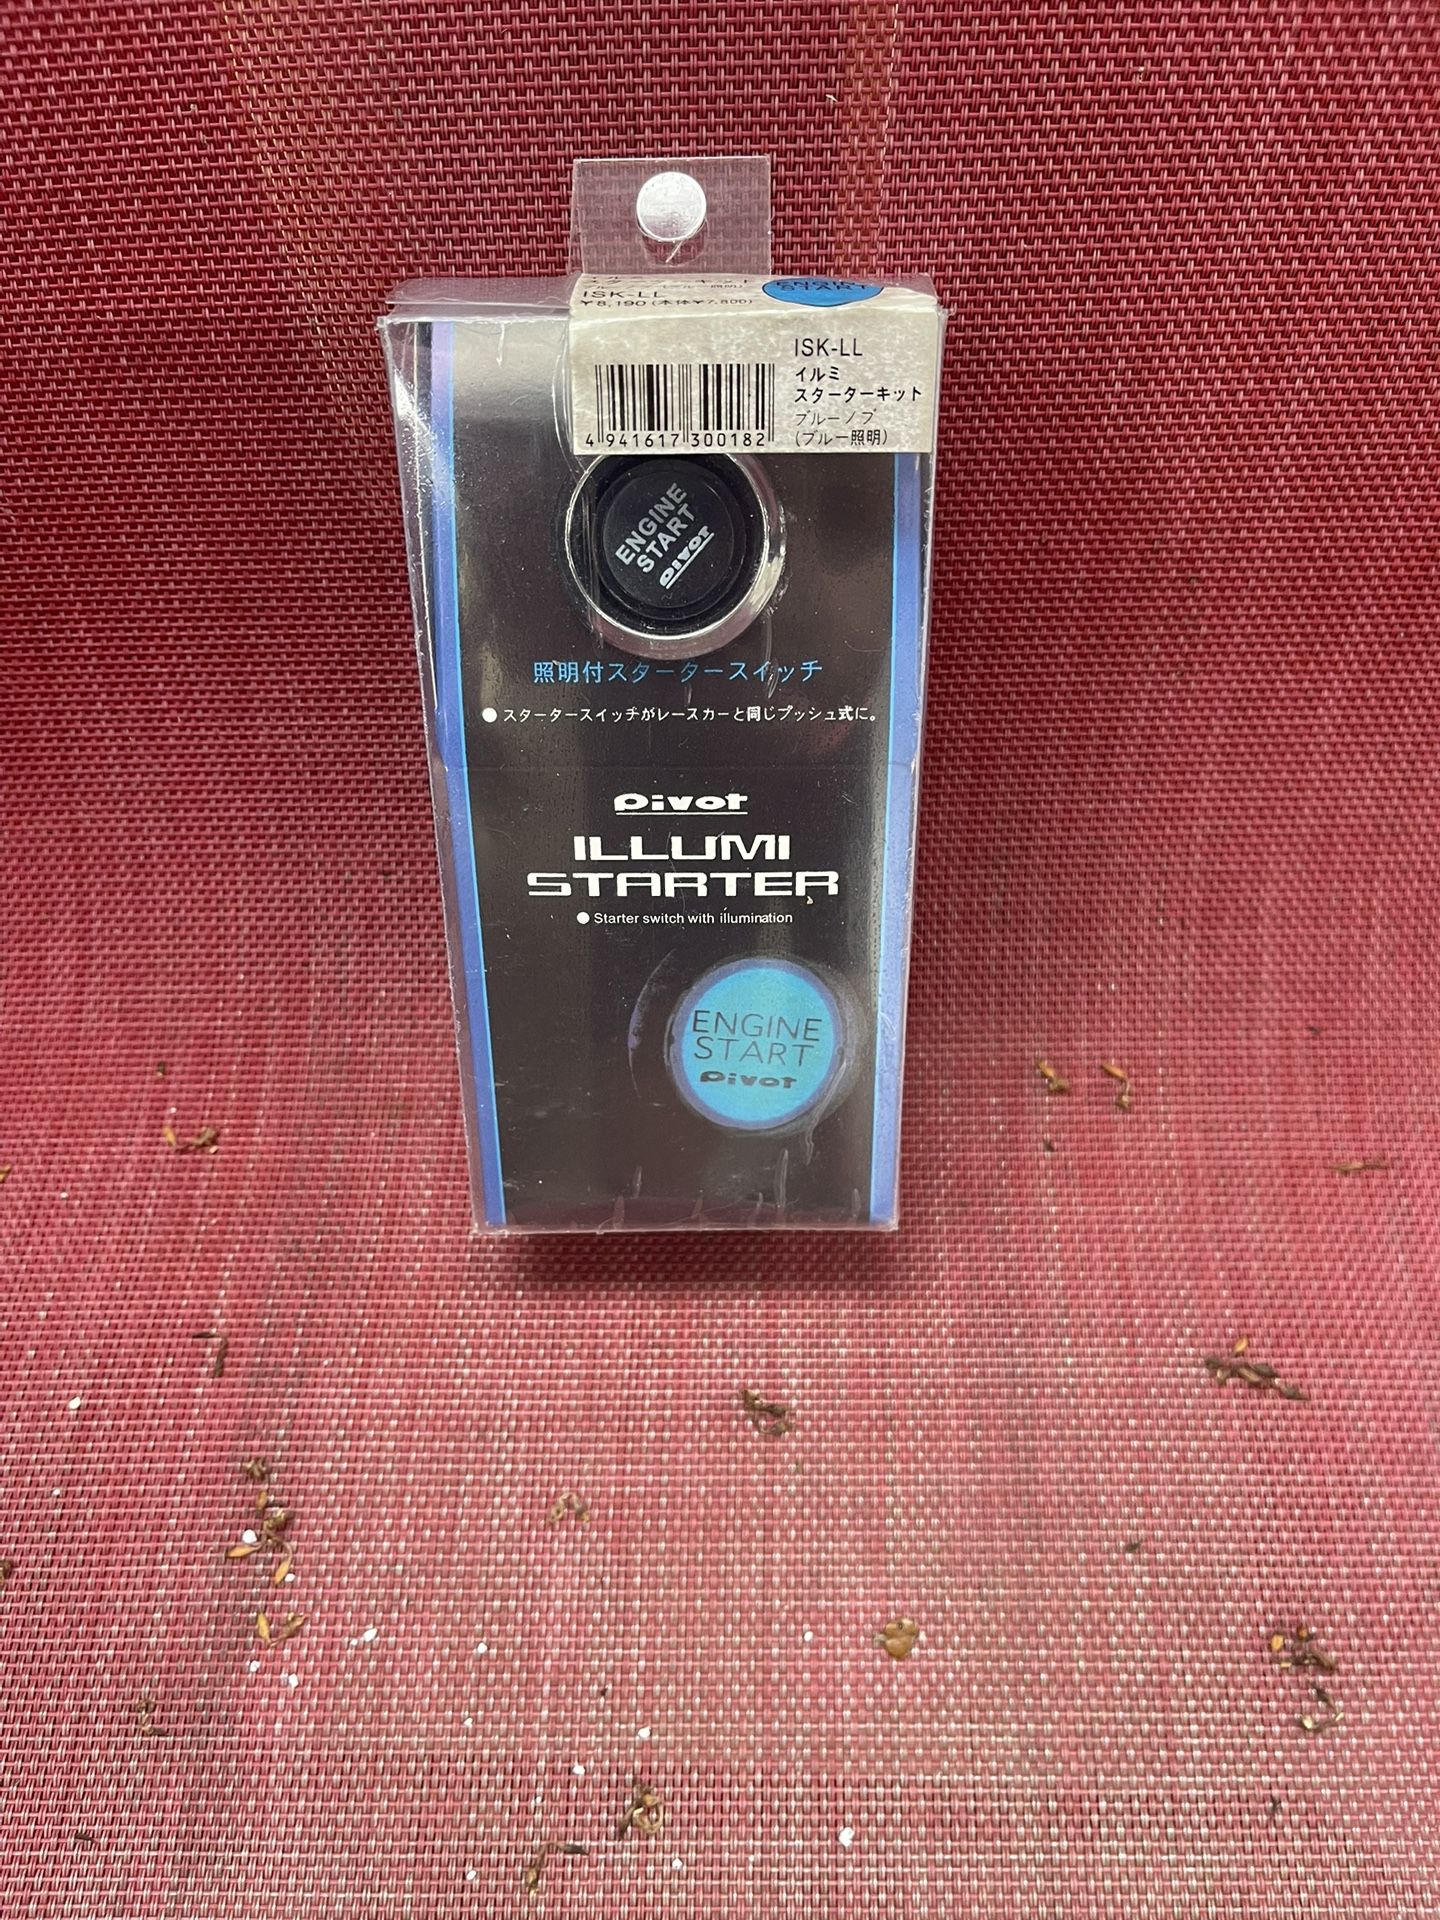 ISK-LL
¥8,190(本体¥7,800)
ENGINE
START
ISK-LL
イルミ
スターターキット
ブルーノブ
(ブルー照明)
4 941617 300182
ENGINE
START
Pivot
照明付スタータースイッチ
● スタータースイッチがレースカーと同じプッシュ式に。
Pivot
ILLUMI
STARTER
● Starter switch with illumination
ENGINE
START
Pivot